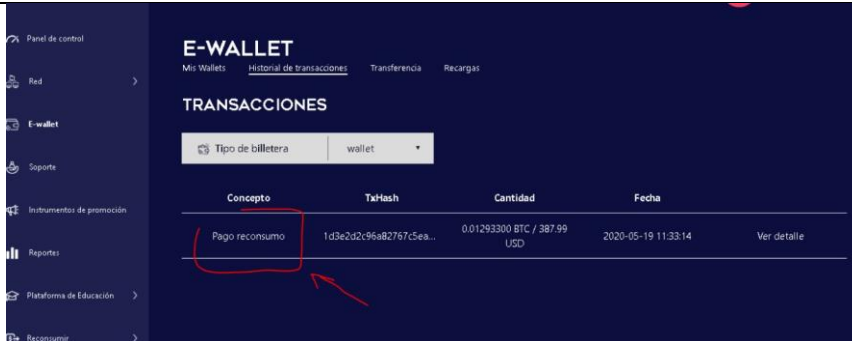 Panel de control
Red
E-wallet
Soporte
Instrumentos de promoción
Reportes
Plataforma de Educación
Reconsumir
E-WALLET
Mis Wallets Historial de transacciones Transferencia Recargas
TRANSACCIONES
Tipo de billetera wallet
Concepto TxHash Cantidad Fecha
Pago reconsumo 1d3e2d2c96a82767c5ea... 0.01293300 BTC / 387.99 2020-05-19 11:33:14 Ver detalle
USD